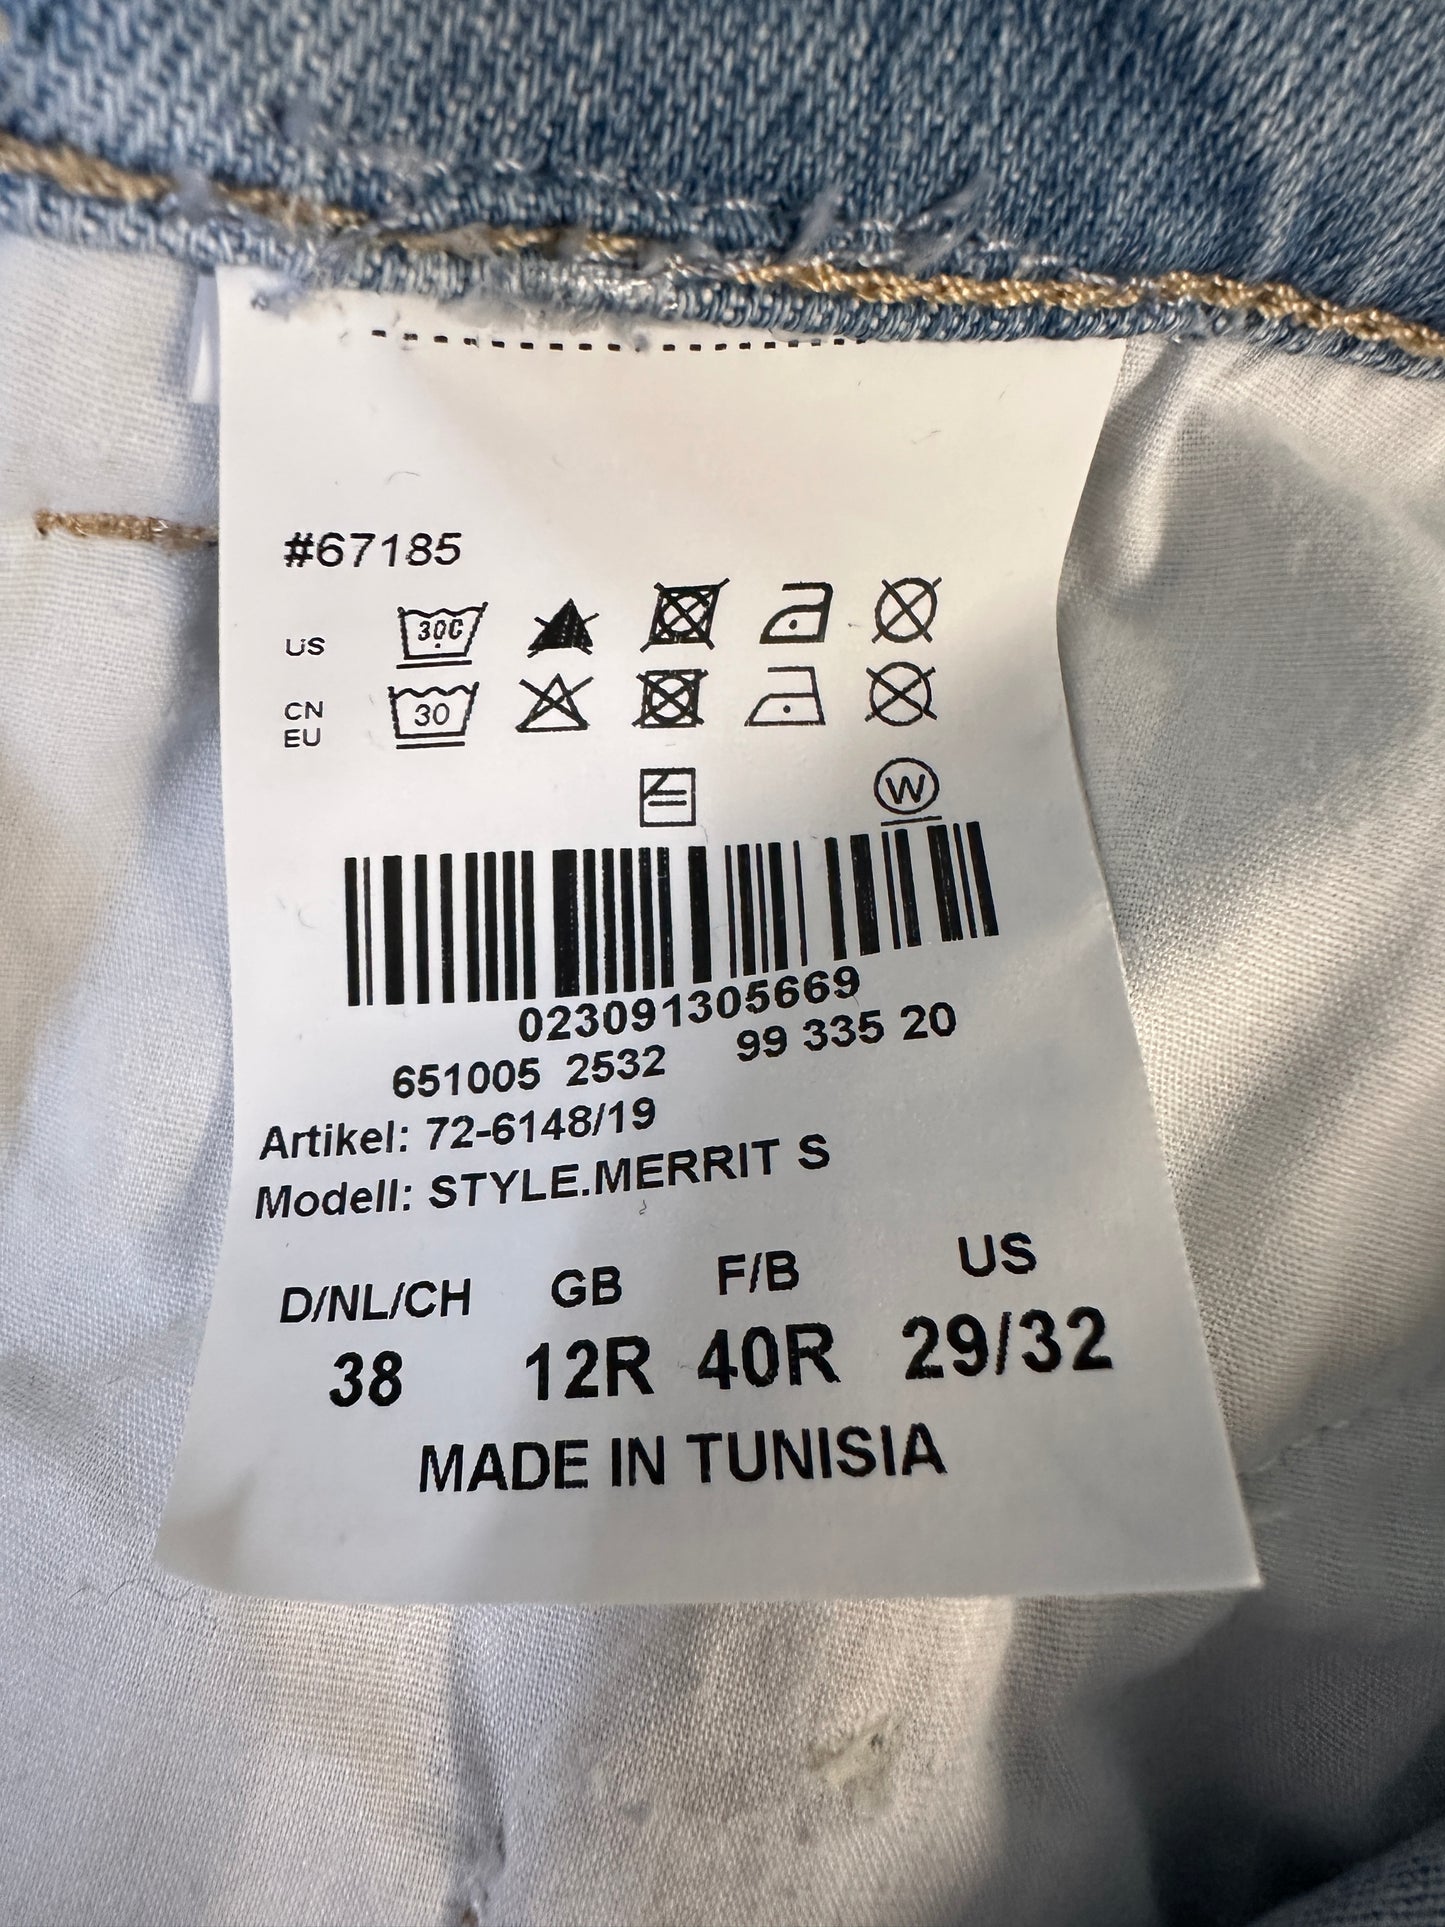 #67185
US 30C
CN
EU 30
W
023091305669
651005 2532 99 335 20
Artikel: 72-6148/19
Modell: STYLE.MERRIT S
D/NL/CH GB F/B US
38 12R 40R 29/32
MADE IN TUNISIA